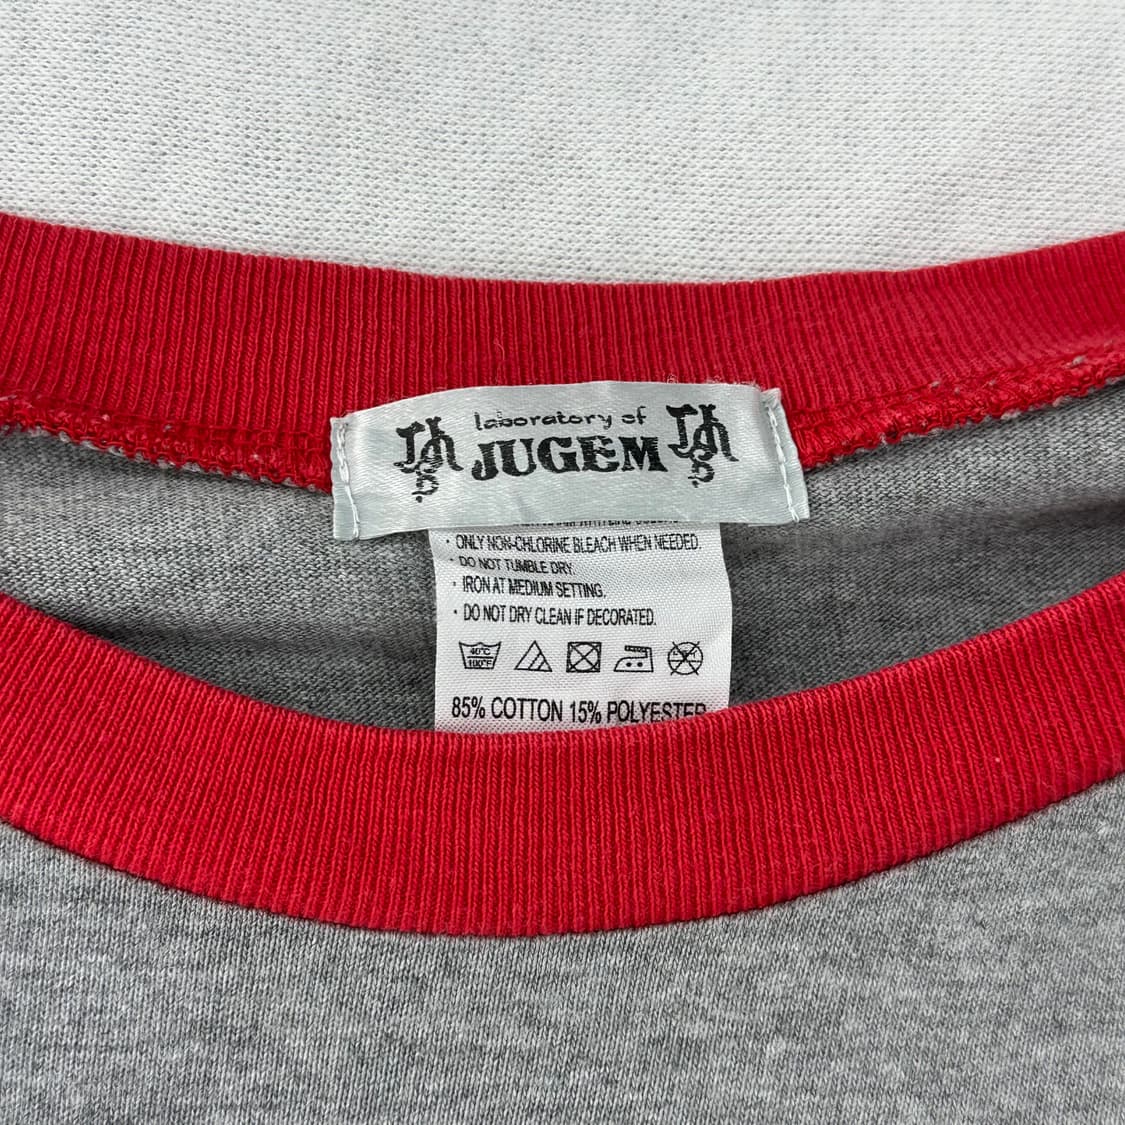 laboratory of
JUGEM
· ONLY NON-CHLORINE BLEACH WHEN NEEDED.
· DO NOT TUMBLE DRY.
· IRON AT MEDIUM SETTING.
· DO NOT DRY CLEAN IF DECORATED.
40°C
100°F
85% COTTON 15% POLYESTER